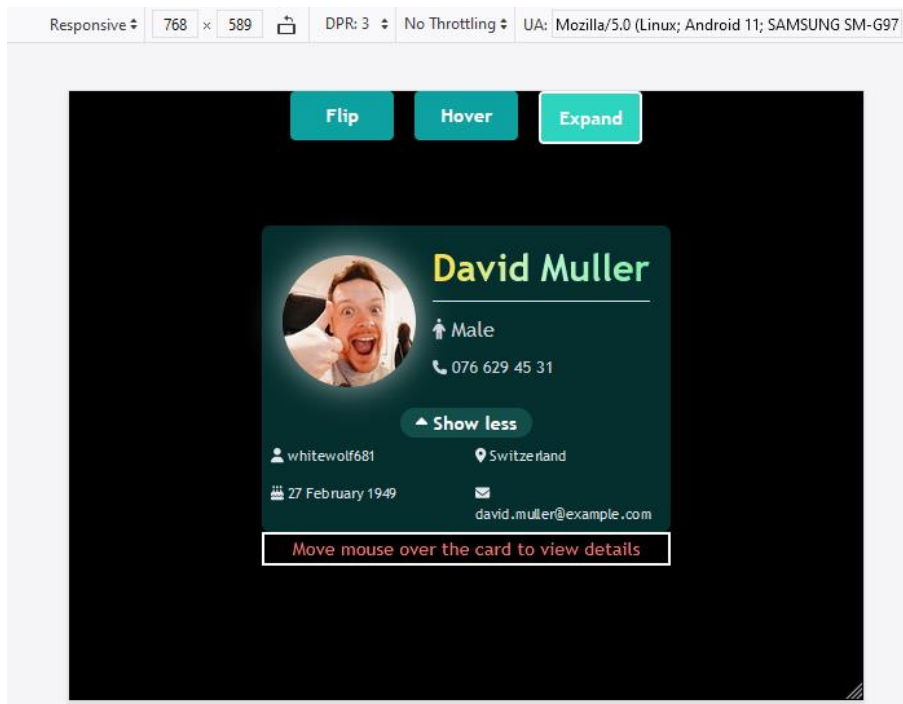 Responsive 768 × 589 DPR: 3 No Throttling UA: Mozilla/5.0 (Linux; Android 11; SAMSUNG SM-G97
Flip Hover Expand
David Muller
Male
076 629 45 31
Show less
whitewolf681 Switzerland
27 February 1949
david.muller@example.com
Move mouse over the card to view details